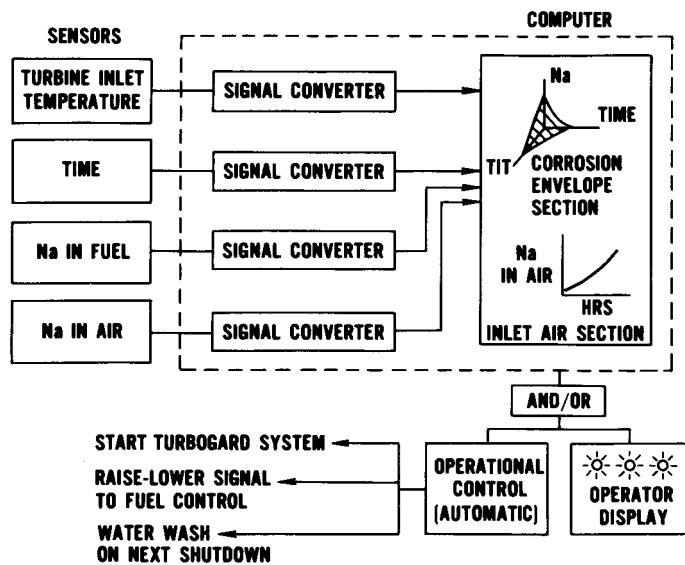 COMPUTER
SENSORS
TURBINE INLET
TEMPERATURE
SIGNAL CONVERTER
TIME
SIGNAL CONVERTER
Na IN FUEL
SIGNAL CONVERTER
Na IN AIR
SIGNAL CONVERTER
Na
TIME
TIT
CORROSION
ENVELOPE
SECTION
Na
IN AIR
HRS
INLET AIR SECTION
AND/OR
OPERATIONAL
CONTROL
(AUTOMATIC)
OPERATOR
DISPLAY
START TURBOGARD SYSTEM
RAISE-LOWER SIGNAL
TO FUEL CONTROL
WATER WASH
ON NEXT SHUTDOWN